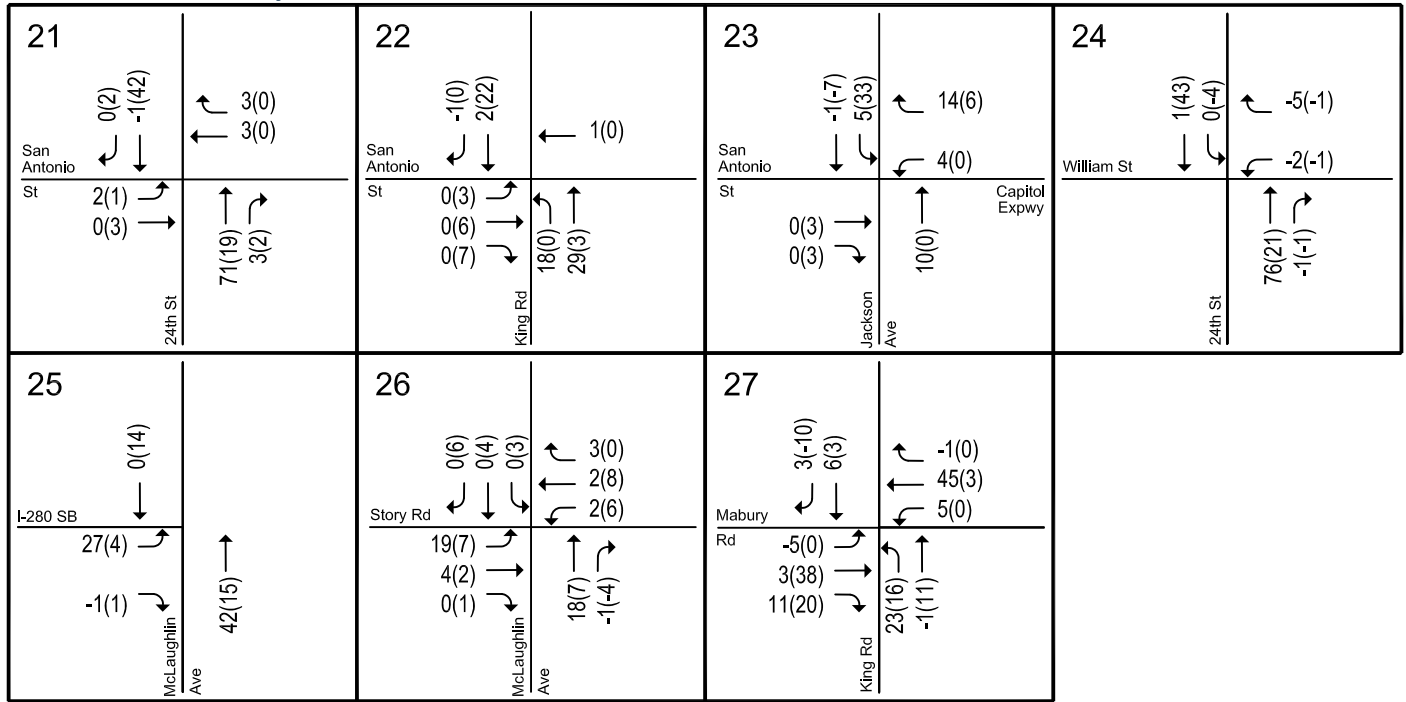 21
0(2)
-1(42)
3(0)
3(0)
San
Antonio
St
2(1)
0(3)
71(19)
3(2)
24th St
22
-1(0)
2(22)
1(0)
San
Antonio
St
0(3)
0(6)
0(7)
18(0)
29(3)
King Rd
23
-1(-7)
5(33)
14(6)
4(0)
San
Antonio
St
Capitol
Expwy
0(3)
0(3)
10(0)
Jackson
Ave
24
1(43)
0(-4)
-5(-1)
-2(-1)
William St
76(21)
-1(-1)
24th St
25
0(14)
I-280 SB
27(4)
-1(1)
42(15)
McLaughlin
Ave
26
0(6)
0(4)
0(3)
3(0)
2(8)
2(6)
Story Rd
19(7)
4(2)
0(1)
18(7)
-1(-4)
McLaughlin
Ave
27
3(-10)
6(3)
-1(0)
45(3)
5(0)
Mabury
Rd
-5(0)
3(38)
11(20)
23(16)
-1(11)
King Rd